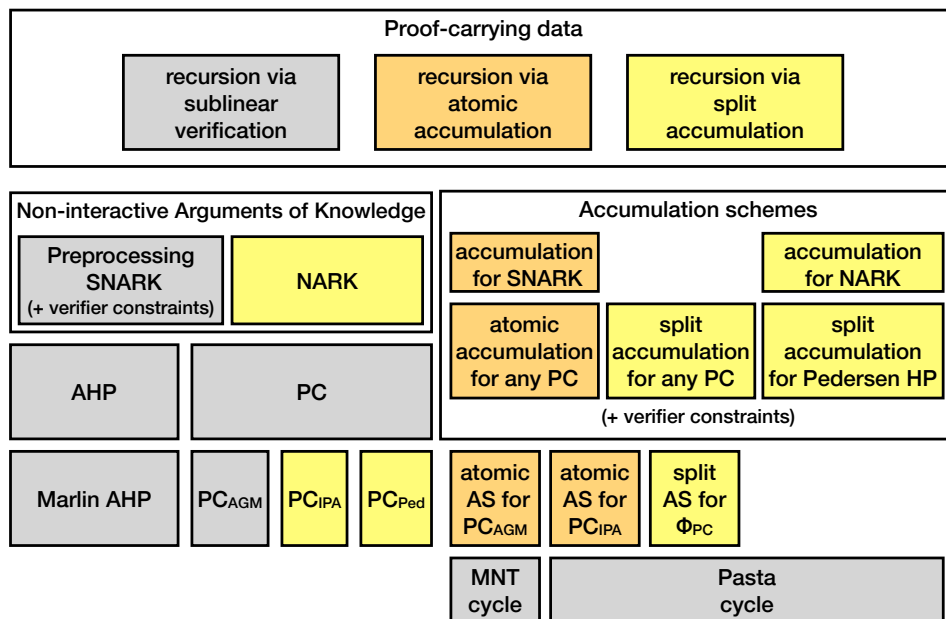 Proof-carrying data
recursion via
sublinear
verification
recursion via
atomic
accumulation
recursion via
split
accumulation
Non-interactive Arguments of Knowledge
Preprocessing
SNARK
(+ verifier constraints)
NARK
Accumulation schemes
accumulation
for SNARK
accumulation
for NARK
atomic
accumulation
for any PC
split
accumulation
for any PC
split
accumulation
for Pedersen HP
(+ verifier constraints)
AHP
PC
Marlin AHP
PCAGM
PCIPA
PCPed
atomic
AS for
PCAGM
atomic
AS for
PCIPA
split
AS for
ΦPC
MNT
cycle
Pasta
cycle